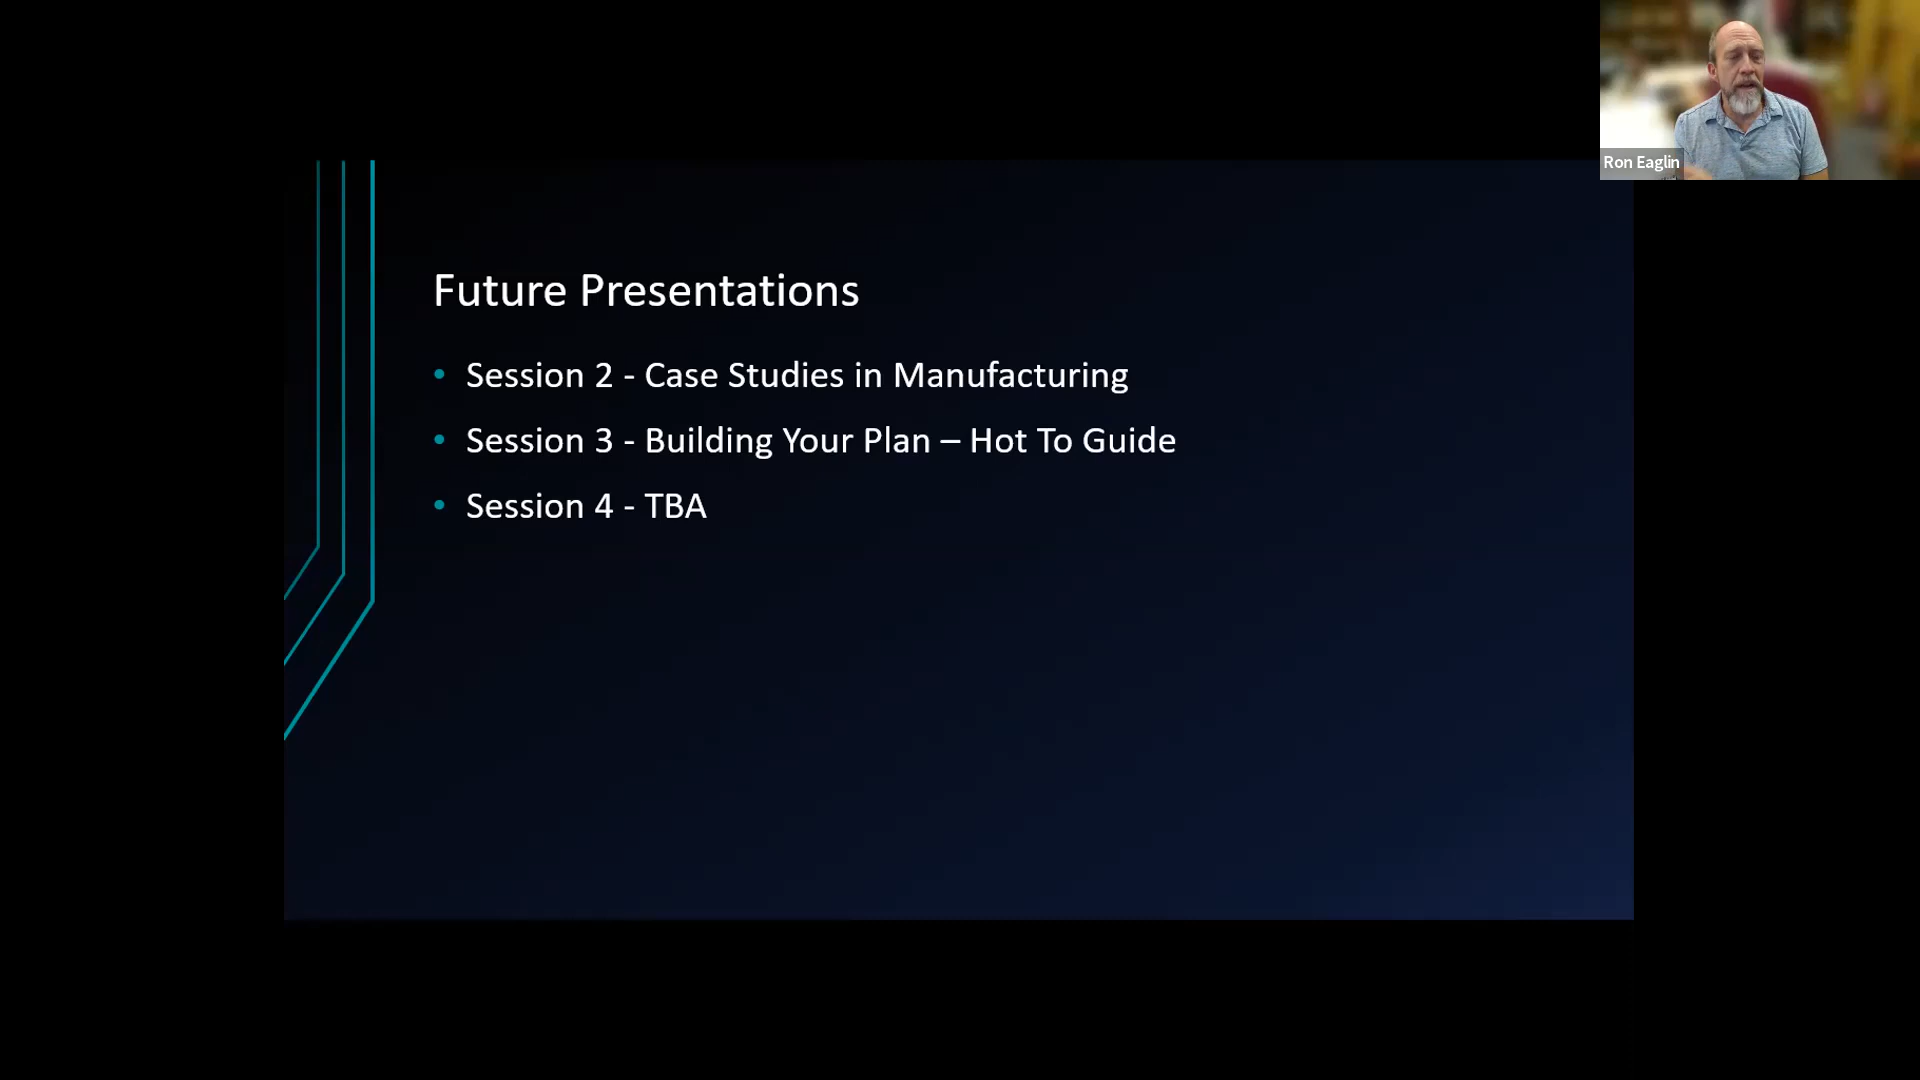 Ron Eaglin
Future Presentations
• Session 2 - Case Studies in Manufacturing
• Session 3 - Building Your Plan – Hot To Guide
• Session 4 - TBA